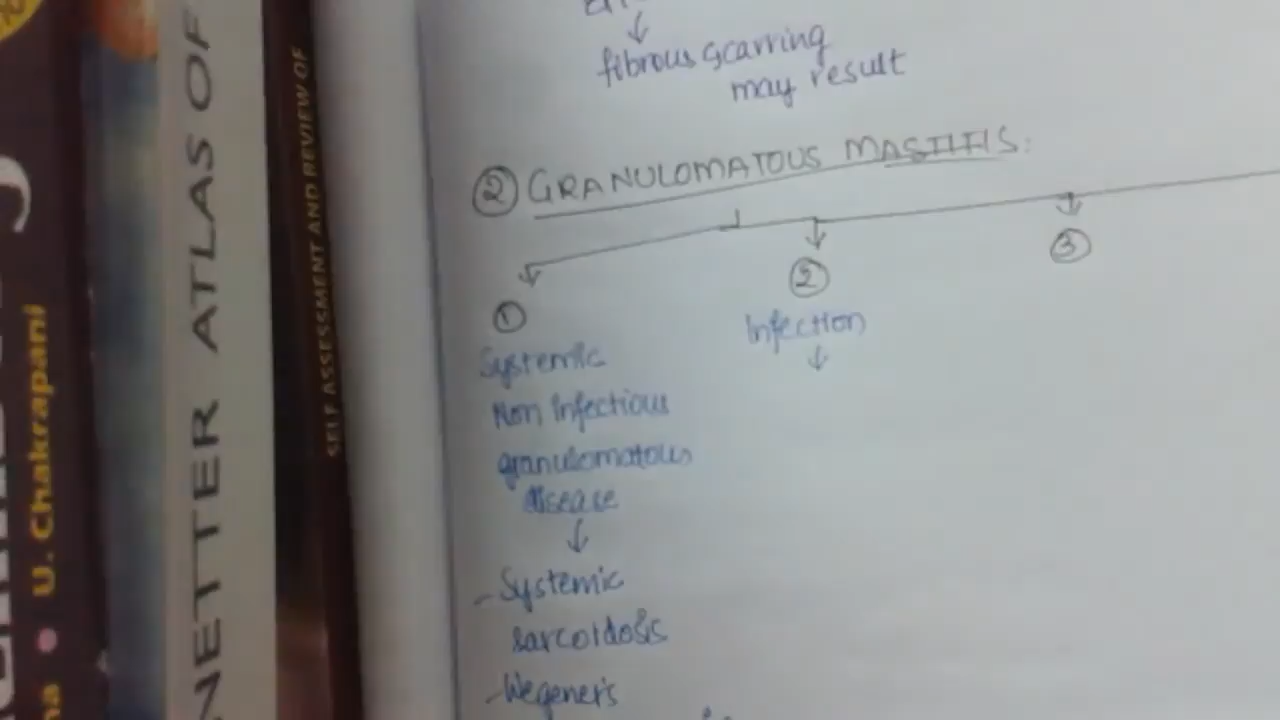 U. Chakrapani
NETTER ATLAS OF
SELF ASSESSMENT AND REVIEW OF
fibrous scarring
may result
② GRANULOMATOUS MASTITIS:
①
②
③
Systemic
Non Infectious
granulomatous
disease
Infection
- Systemic
sarcoidosis
- Wegener's